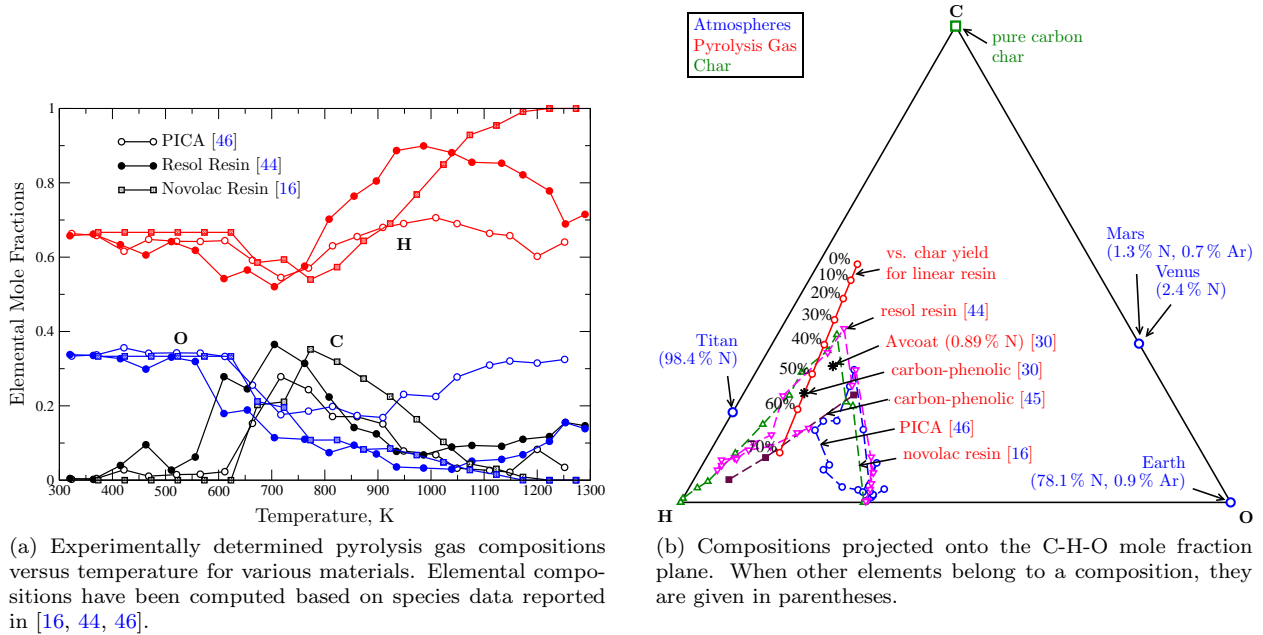 1
0.8
0.6
0.4
0.2
0
300 400 500 600 700 800 900 1000 1100 1200 1300
Elemental Mole Fractions
Temperature, K
PICA [46]
Resol Resin [44]
Novolac Resin [16]
H
O
C
(a) Experimentally determined pyrolysis gas compositions
versus temperature for various materials. Elemental compo-
sitions have been computed based on species data reported
in [16, 44, 46].
Atmospheres
Pyrolysis Gas
Char
C
pure carbon
char
Mars
(1.3 % N, 0.7 % Ar)
Venus
(2.4 % N)
0%
10%
20%
30%
40%
50%
60%
70%
vs. char yield
for linear resin
resol resin [44]
Avcoat (0.89 % N) [30]
carbon-phenolic [30]
carbon-phenolic [45]
PICA [46]
novolac resin [16]
Titan
(98.4 % N)
Earth
(78.1 % N, 0.9 % Ar)
H
O
(b) Compositions projected onto the C-H-O mole fraction
plane. When other elements belong to a composition, they
are given in parentheses.